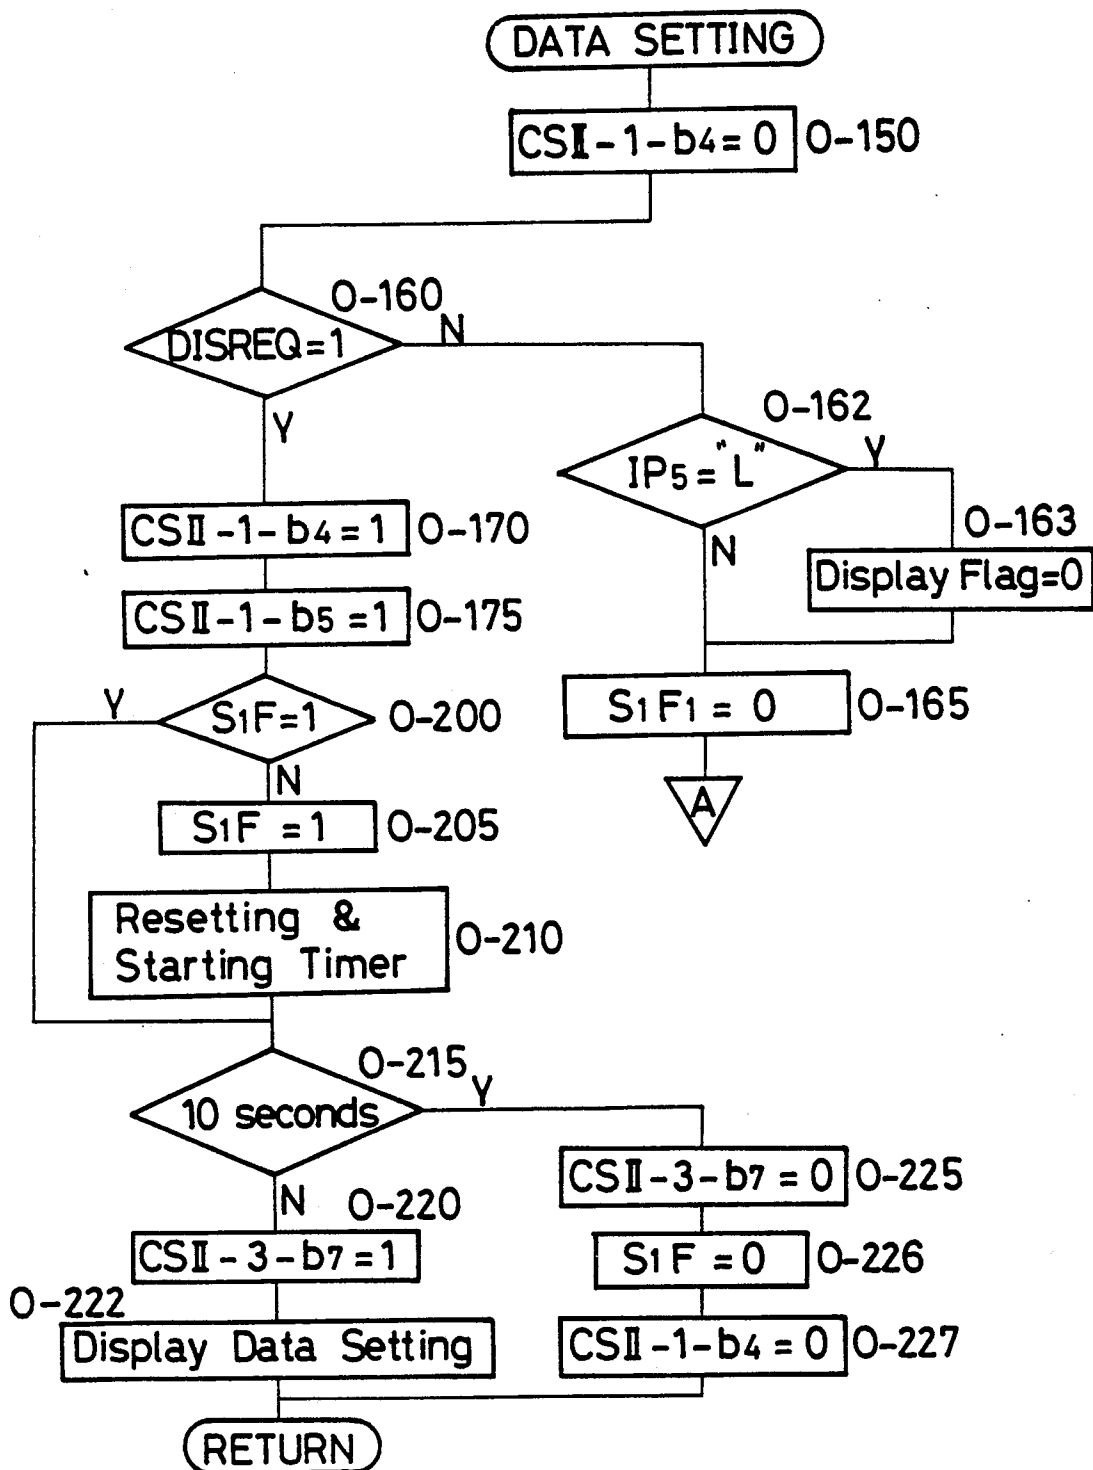 DATA SETTING
CSII-1-b4=0 O-150
O-160
DISREQ=1
N
Y
O-162
IP5="L"
Y
N
O-163
Display Flag=0
CSII-1-b4=1 O-170
CSII-1-b5=1 O-175
S1F1=0 O-165
A
Y
S1F=1 O-200
N
S1F=1 O-205
Resetting &
Starting Timer
O-210
O-215
10 seconds
Y
N
O-220
CSII-3-b7=1
O-222
Display Data Setting
CSII-3-b7=0 O-225
S1F=0 O-226
CSII-1-b4=0 O-227
RETURN